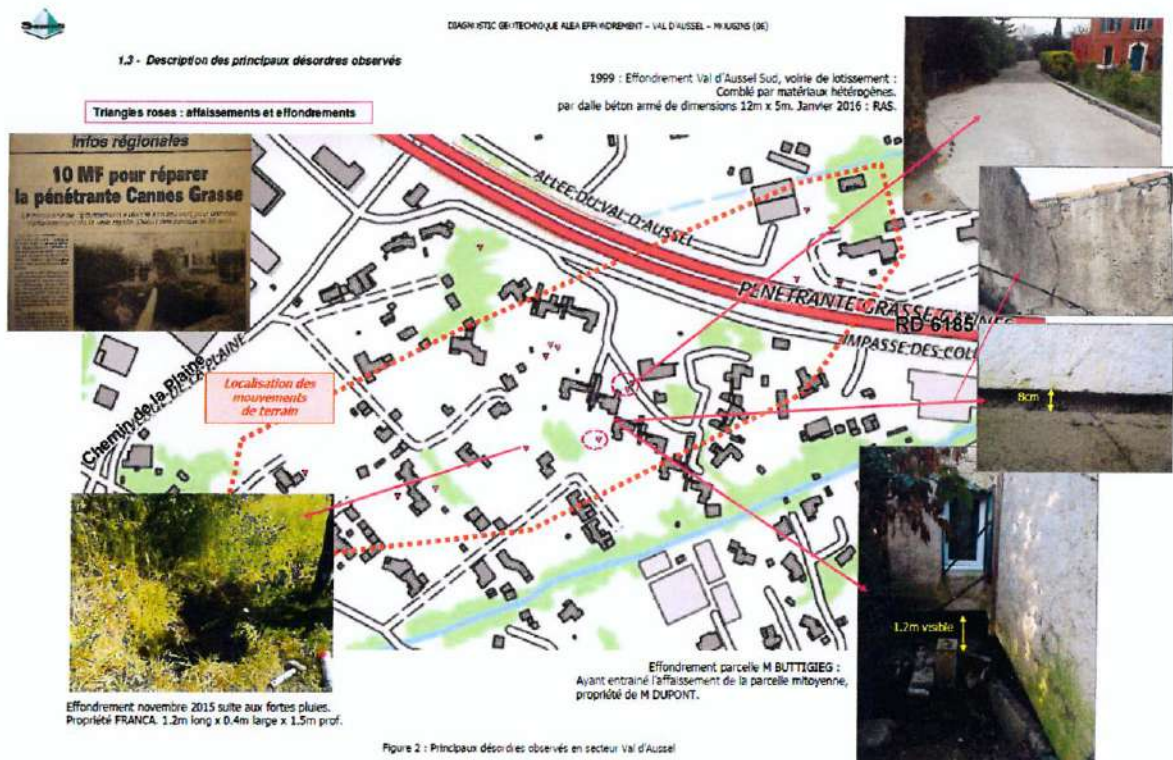 DIAGNOSTIC GEOTECHNIQUE ALEA EFFONDREMENT – VAL D'AUSSEL – MOUGINS (06)
1.3 - Description des principaux désordres observés
1999 : Effondrement Val d'Aussel Sud, voirie de lotissement :
Comblé par matériaux hétérogènes.
par dalle béton armé de dimensions 12m x 5m. Janvier 2016 : RAS.
Triangles roses : affaissements et effondrements
Infos régionales
10 MF pour réparer
la pénétrante Cannes Grasse
ALLEE DU VAL D'AUSSEL
PENETRANTE GRASSE CANNES
RD 6185
IMPASSE DES COL
Chemin de la Plaine
DE LA PLAINE
Localisation des
mouvements
de terrain
8cm
1.2m visible
Effondrement parcelle M BUTTIGIEG :
Ayant entrainé l'affaissement de la parcelle mitoyenne,
propriété de M DUPONT.
Effondrement novembre 2015 suite aux fortes pluies.
Propriété FRANCA. 1.2m long x 0.4m large x 1.5m prof.
Figure 2 : Principaux désordres observés en secteur Val d'Aussel